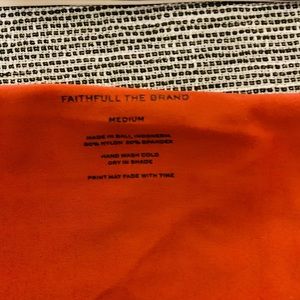 FAITHFULL THE BRAND
MEDIUM
MADE IN BALI, INDONESIA
80% NYLON 20% SPANDEX
HAND WASH COLD
DRY IN SHADE
PRINT MAY FADE WITH TIME